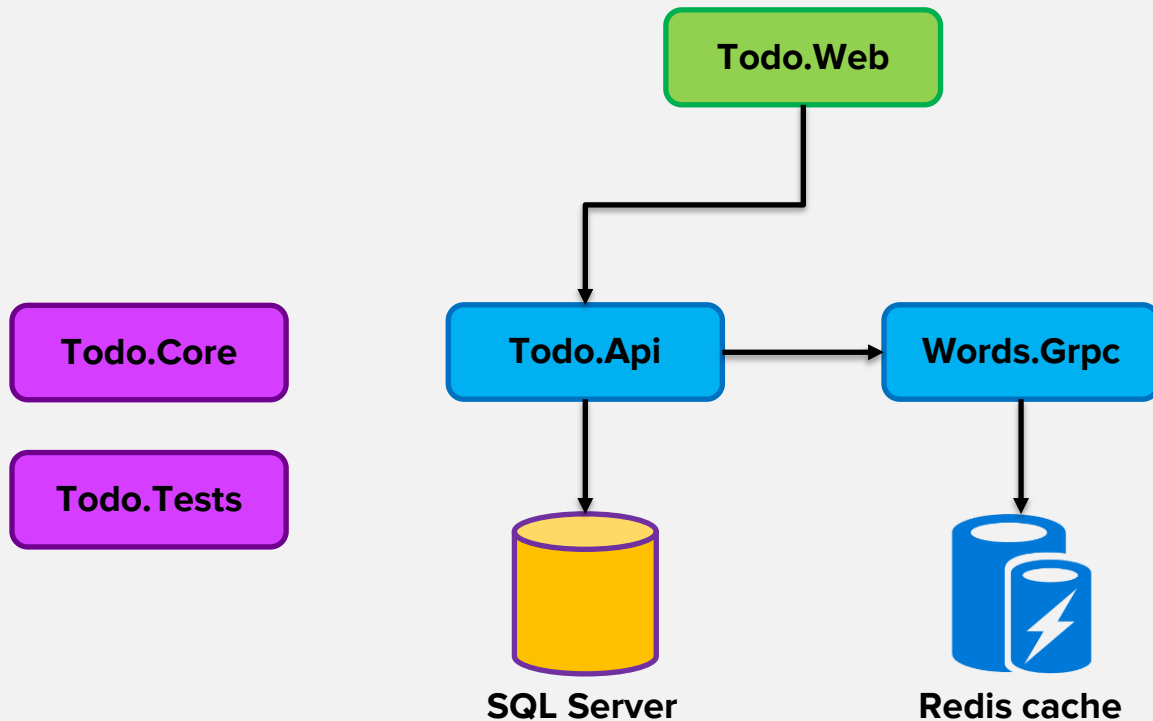 Todo.Web
Todo.Core
Todo.Api
Words.Grpc
Todo.Tests
SQL Server
Redis cache